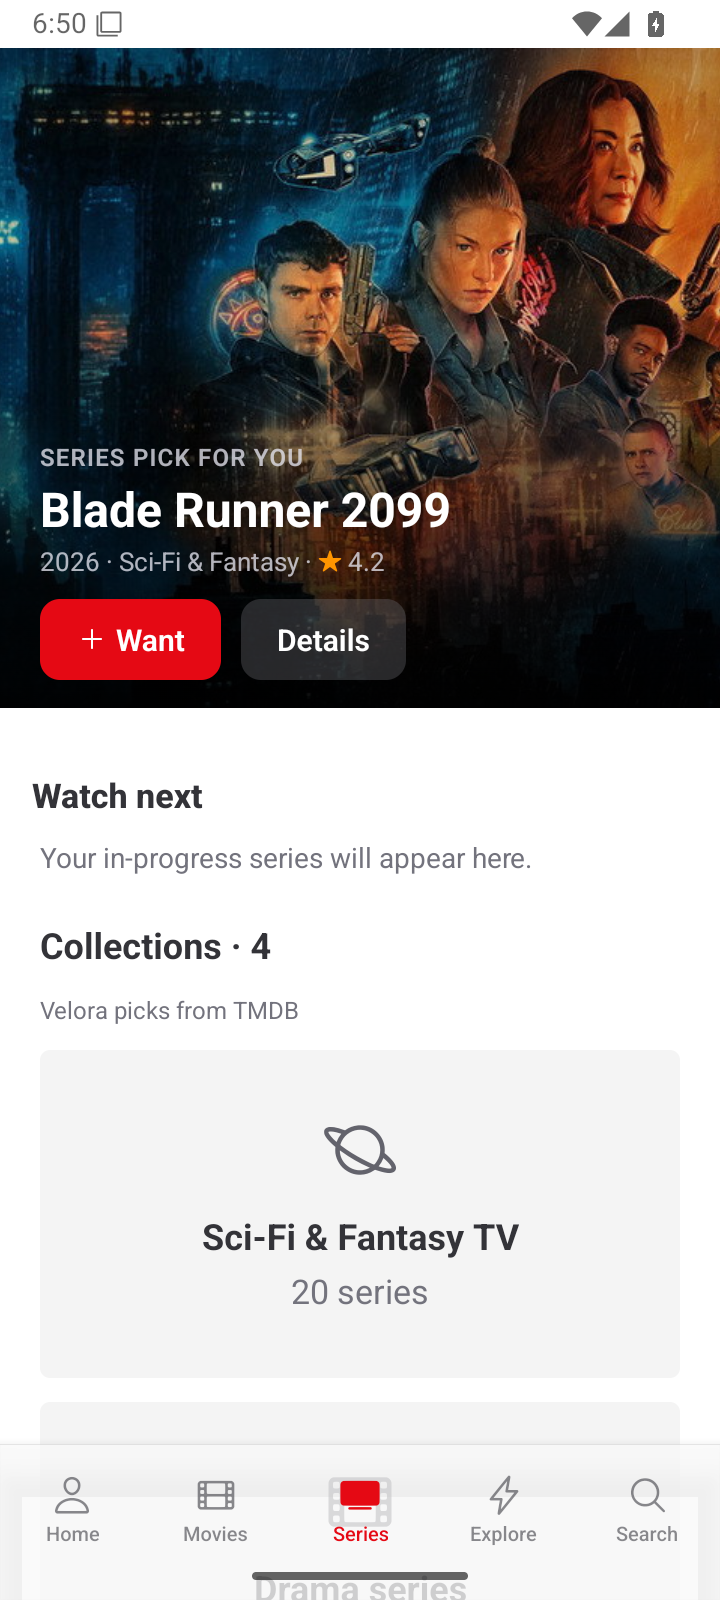 6:50
SERIES PICK FOR YOU
Blade Runner 2099
2026 · Sci-Fi & Fantasy · ★ 4.2
+ Want
Details
Watch next
Your in-progress series will appear here.
Collections · 4
Velora picks from TMDB
Sci-Fi & Fantasy TV
20 series
Drama series
Home
Movies
Series
Explore
Search